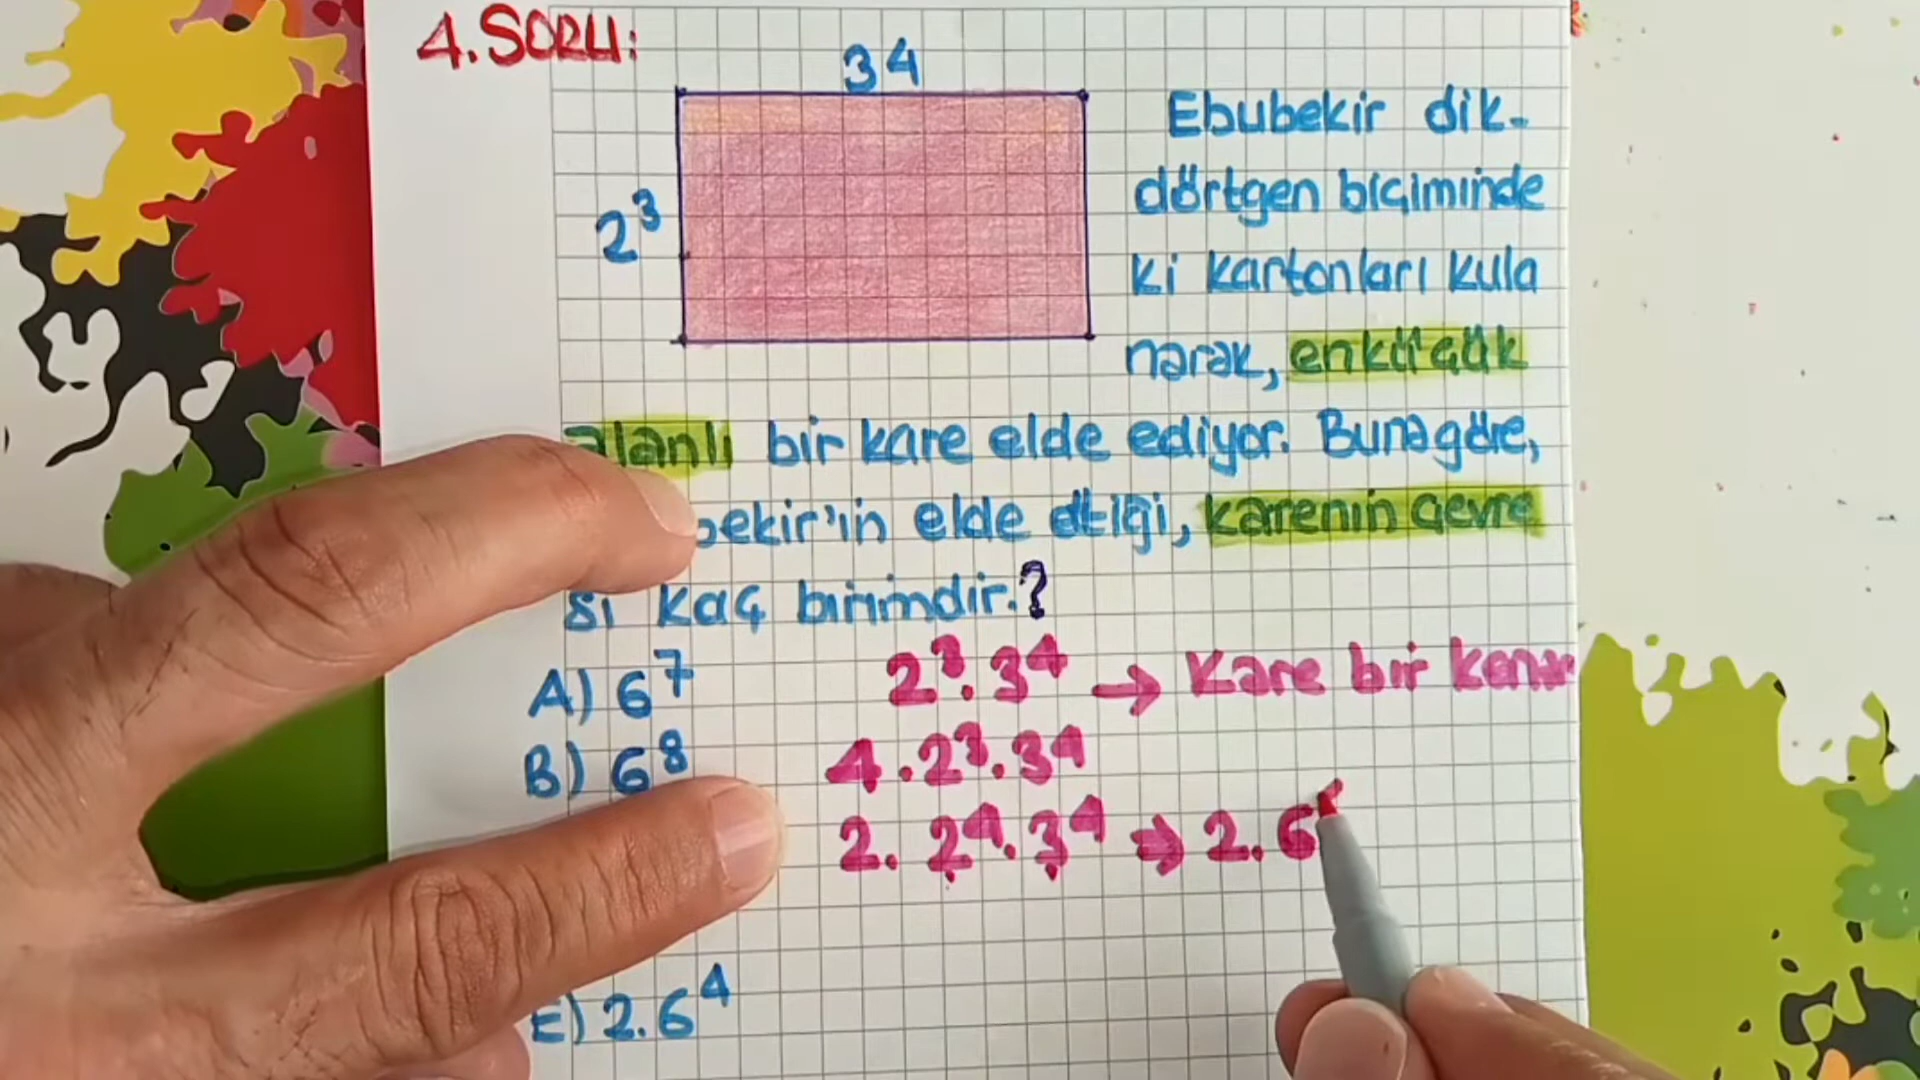 4. SORU:
3 4
2³
Ebubekir dik-
dörtgen biçiminde
ki kartonları kula
narak, en küçük
alanlı bir kare elde ediyor. Buna göre,
bekir'in elde ettiği, karenin çevre
si kaç birimdir.?
A) 6⁷
2³.3⁴ → Kare bir kenar
B) 6⁸
4.2³.3⁴
2. 2⁴.3⁴ ⇒ 2.6
E) 2.6⁴